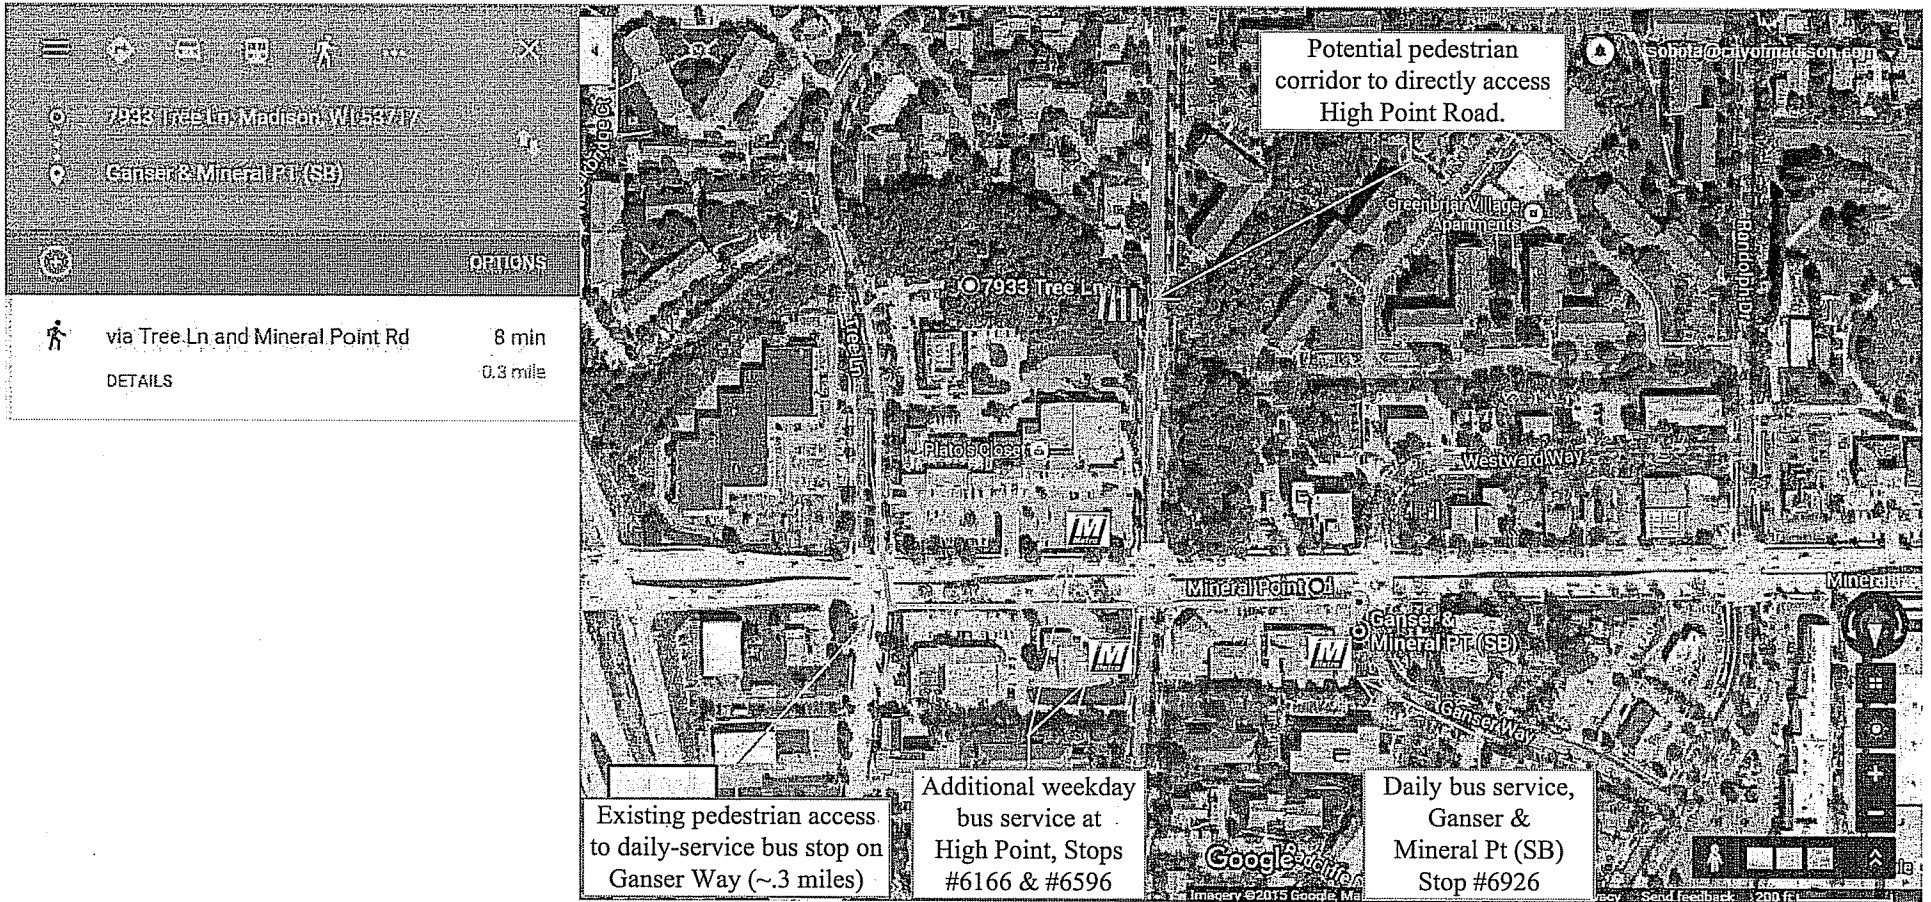 7933 Tree Ln, Madison, WI 53717
Ganser & Mineral PT (SB)
OPTIONS
via Tree Ln and Mineral Point Rd
8 min
DETAILS
0.3 mile
Potential pedestrian
corridor to directly access
High Point Road.
Greenbriar Village
Apartments
7933 Tree Ln
Tree Ln
Randolph Dr
Plato's Closet
Westward Way
M
Mineral Point Rd
Mineral
Ganser &
Mineral PT (SB)
M
M
Ganser Way
Existing pedestrian access
to daily-service bus stop on
Ganser Way (~.3 miles)
Additional weekday
bus service at
High Point, Stops
#6166 & #6596
Daily bus service,
Ganser &
Mineral Pt (SB)
Stop #6926
Google
Imagery ©2015 Google, Ma
Send feedback
200 ft